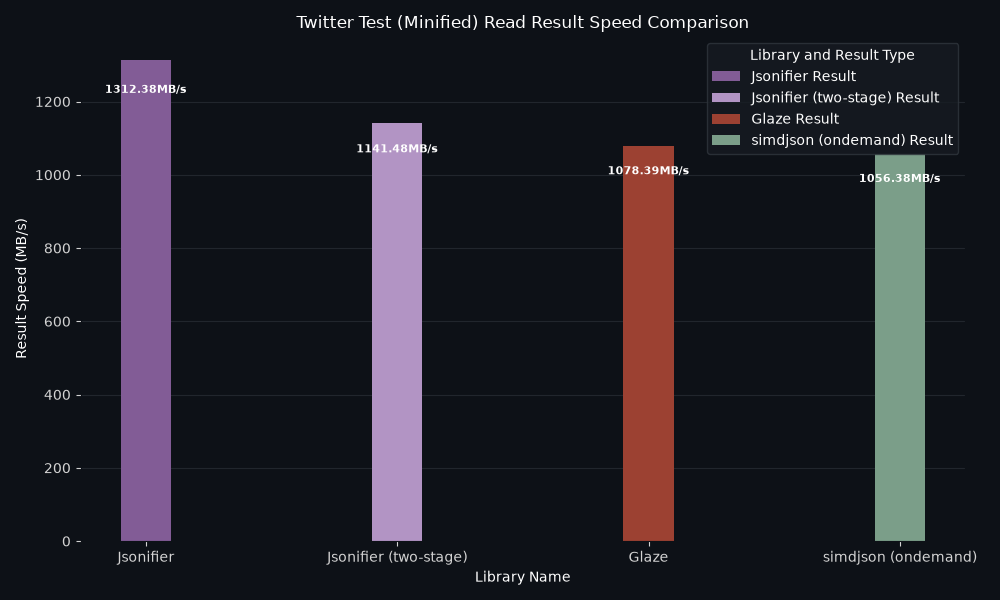 Twitter Test (Minified) Read Result Speed Comparison
Library and Result Type
Jsonifier Result
Jsonifier (two-stage) Result
Glaze Result
simdjson (ondemand) Result
1312.38MB/s
1141.48MB/s
1078.39MB/s
1056.38MB/s
Result Speed (MB/s)
1200
1000
800
600
400
200
0
Jsonifier
Jsonifier (two-stage)
Glaze
simdjson (ondemand)
Library Name